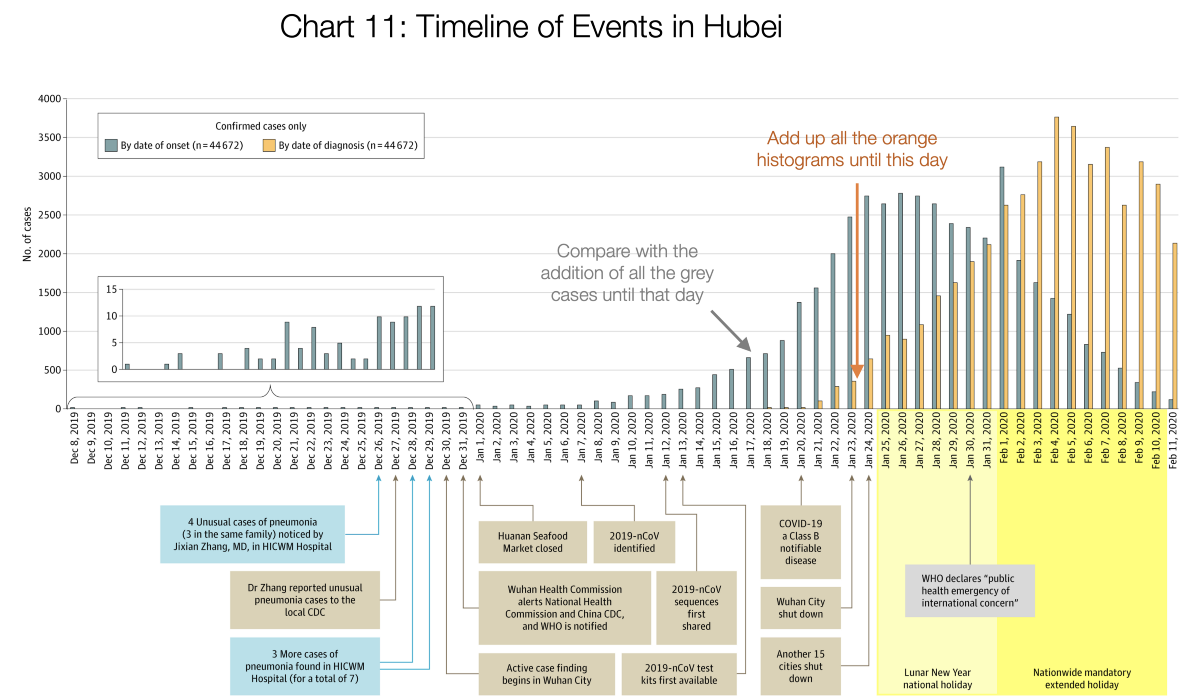 Chart 11: Timeline of Events in Hubei
4000
3500
3000
2500
2000
1500
1000
500
0
No. of cases
Confirmed cases only
By date of onset (n = 44 672)
By date of diagnosis (n = 44 672)
Add up all the orange
histograms until this day
Compare with the
addition of all the grey
cases until that day
15
10
5
0
Dec 8, 2019
Dec 9, 2019
Dec 10, 2019
Dec 11, 2019
Dec 12, 2019
Dec 13, 2019
Dec 14, 2019
Dec 15, 2019
Dec 16, 2019
Dec 17, 2019
Dec 18, 2019
Dec 19, 2019
Dec 20, 2019
Dec 21, 2019
Dec 22, 2019
Dec 23, 2019
Dec 24, 2019
Dec 25, 2019
Dec 26, 2019
Dec 27, 2019
Dec 28, 2019
Dec 29, 2019
Dec 30, 2019
Dec 31, 2019
Jan 1, 2020
Jan 2, 2020
Jan 3, 2020
Jan 4, 2020
Jan 5, 2020
Jan 6, 2020
Jan 7, 2020
Jan 8, 2020
Jan 9, 2020
Jan 10, 2020
Jan 11, 2020
Jan 12, 2020
Jan 13, 2020
Jan 14, 2020
Jan 15, 2020
Jan 16, 2020
Jan 17, 2020
Jan 18, 2020
Jan 19, 2020
Jan 20, 2020
Jan 21, 2020
Jan 22, 2020
Jan 23, 2020
Jan 24, 2020
Jan 25, 2020
Jan 26, 2020
Jan 27, 2020
Jan 28, 2020
Jan 29, 2020
Jan 30, 2020
Jan 31, 2020
Feb 1, 2020
Feb 2, 2020
Feb 3, 2020
Feb 4, 2020
Feb 5, 2020
Feb 6, 2020
Feb 7, 2020
Feb 8, 2020
Feb 9, 2020
Feb 10, 2020
Feb 11, 2020
4 Unusual cases of pneumonia
(3 in the same family) noticed by
Jixian Zhang, MD, in HICWM Hospital
Dr Zhang reported unusual
pneumonia cases to the
local CDC
3 More cases of
pneumonia found in HICWM
Hospital (for a total of 7)
Huanan Seafood
Market closed
2019-nCoV
identified
Wuhan Health Commission
alerts National Health
Commission and China CDC,
and WHO is notified
2019-nCoV
sequences
first
shared
Active case finding
begins in Wuhan City
2019-nCoV test
kits first available
COVID-19
a Class B
notifiable
disease
Wuhan City
shut down
Another 15
cities shut
down
WHO declares “public
health emergency of
international concern”
Lunar New Year
national holiday
Nationwide mandatory
extended holiday